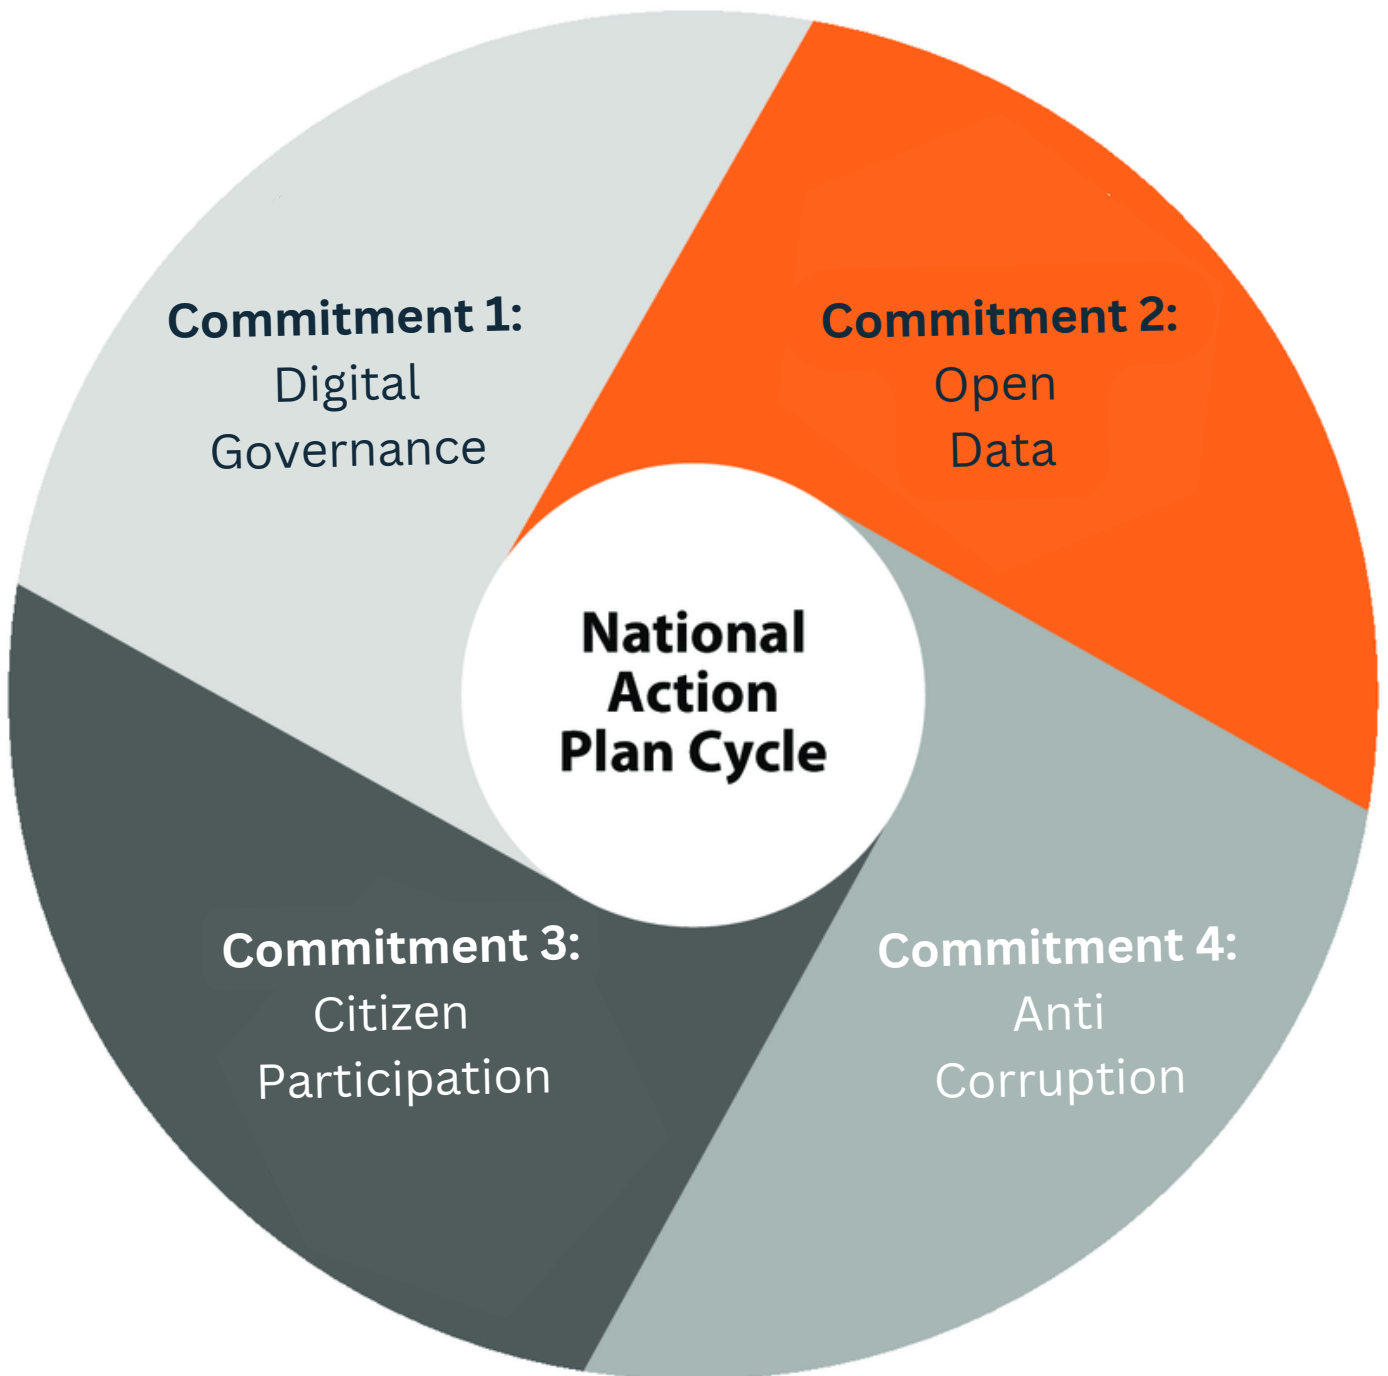 Commitment 1:
Digital
Governance
Commitment 2:
Open
Data
National
Action
Plan Cycle
Commitment 3:
Citizen
Participation
Commitment 4:
Anti
Corruption